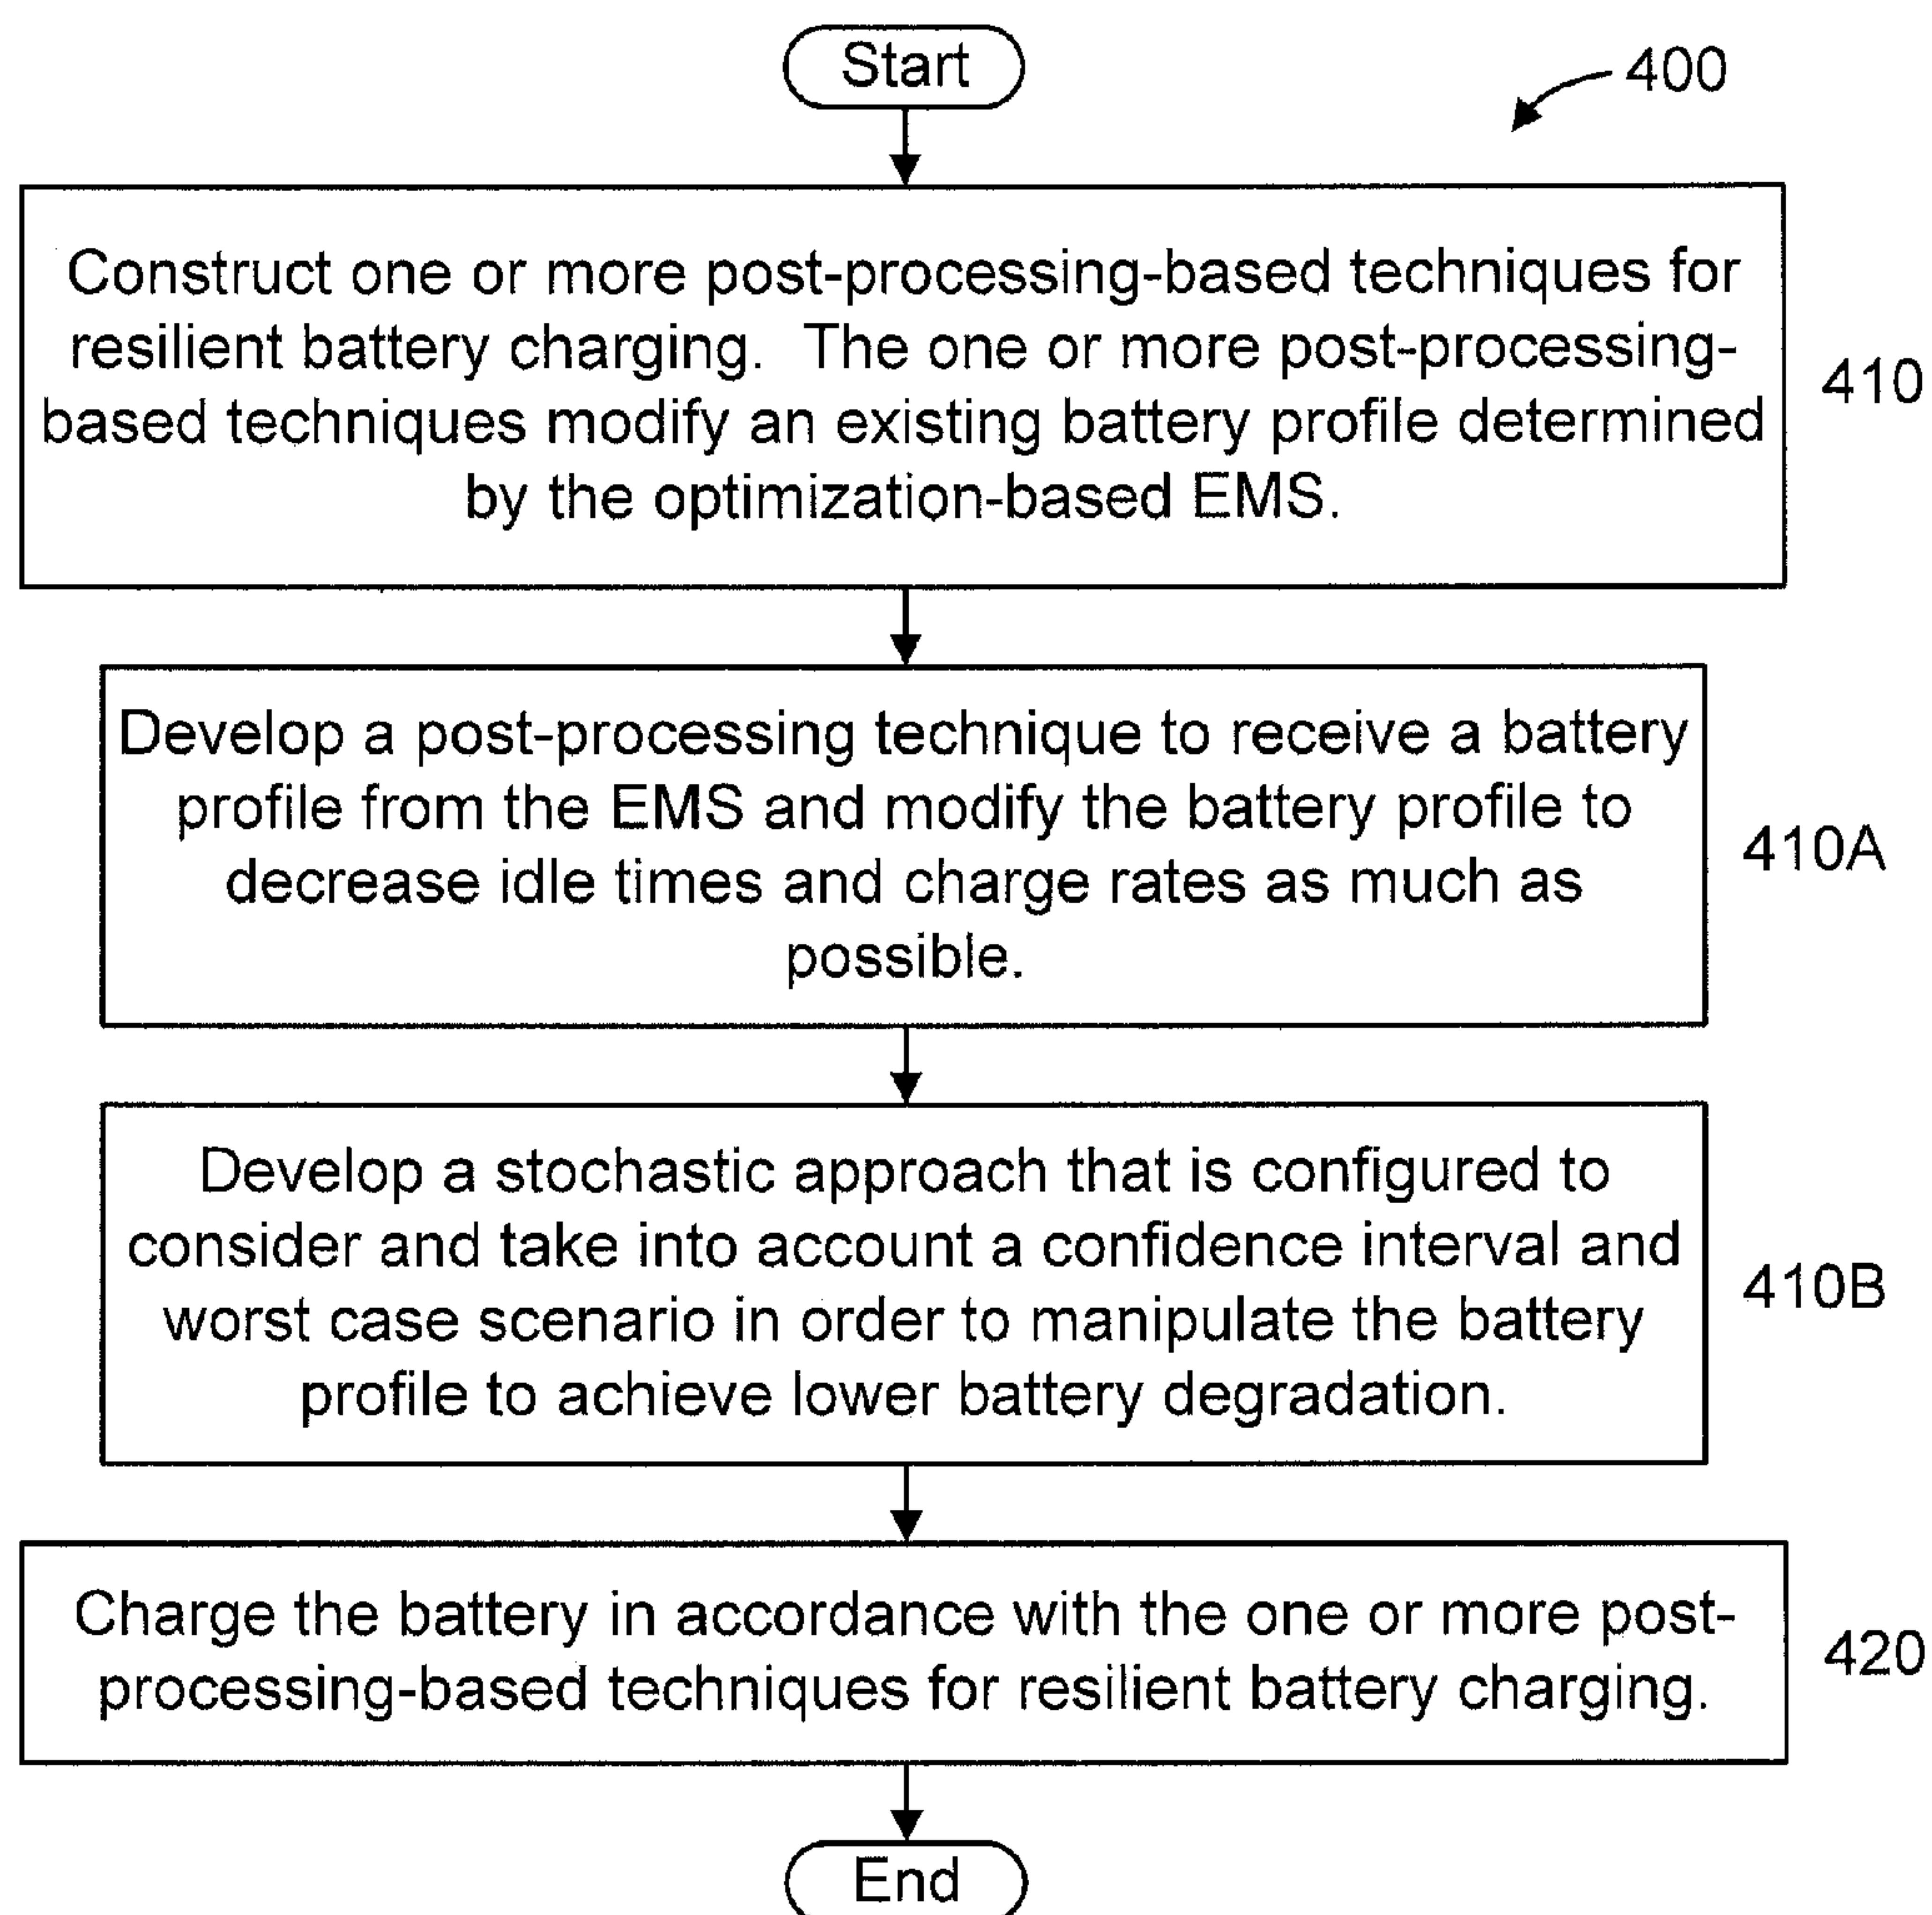 Start
400
Construct one or more post-processing-based techniques for
resilient battery charging.  The one or more post-processing-
based techniques modify an existing battery profile determined
by the optimization-based EMS.
410
Develop a post-processing technique to receive a battery
profile from the EMS and modify the battery profile to
decrease idle times and charge rates as much as
possible.
410A
Develop a stochastic approach that is configured to
consider and take into account a confidence interval and
worst case scenario in order to manipulate the battery
profile to achieve lower battery degradation.
410B
Charge the battery in accordance with the one or more post-
processing-based techniques for resilient battery charging.
420
End